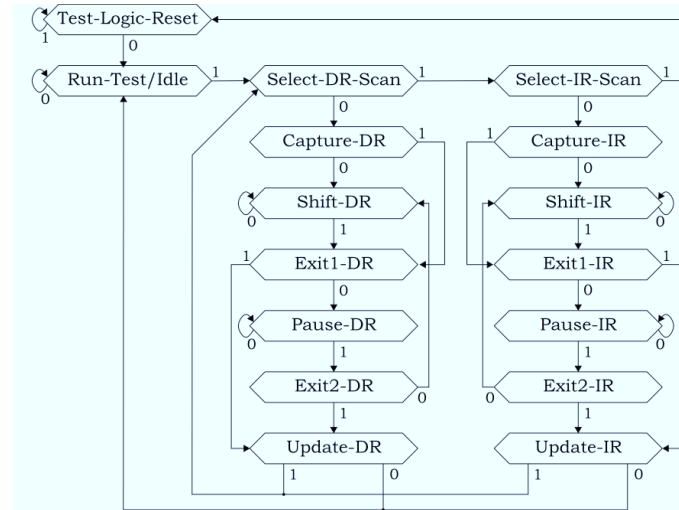 Test-Logic-Reset
1
0
Run-Test/Idle 1 Select-DR-Scan 1 Select-IR-Scan 1
0
0 0
Capture-DR 1 1 Capture-IR
0 0
Shift-DR Shift-IR
0 0
1 1
1 Exit1-DR Exit1-IR 1
0 0
Pause-DR Pause-IR
0 0
1 1
Exit2-DR Exit2-IR
0 0
1 1
Update-DR Update-IR
1 0 1 0